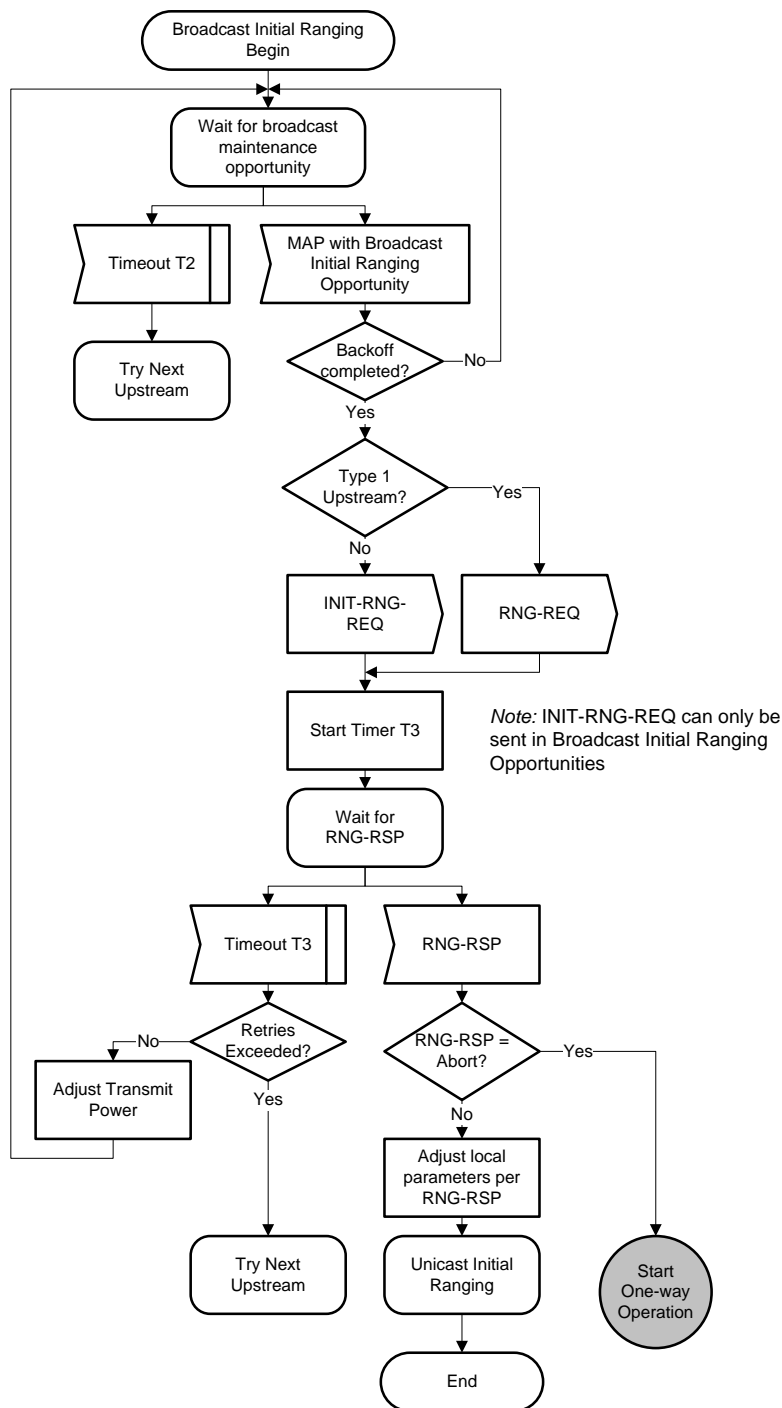 Broadcast Initial Ranging
Begin
Wait for broadcast
maintenance
opportunity
Timeout T2
MAP with Broadcast
Initial Ranging
Opportunity
Try Next
Upstream
Backoff
completed?
No
Yes
Type 1
Upstream?
Yes
No
INIT-RNG-
REQ
RNG-REQ
Start Timer T3
Note: INIT-RNG-REQ can only be
sent in Broadcast Initial Ranging
Opportunities
Wait for
RNG-RSP
Timeout T3
RNG-RSP
Retries
Exceeded?
No
Yes
RNG-RSP =
Abort?
Yes
No
Adjust Transmit
Power
Adjust local
parameters per
RNG-RSP
Try Next
Upstream
Unicast Initial
Ranging
Start
One-way
Operation
End